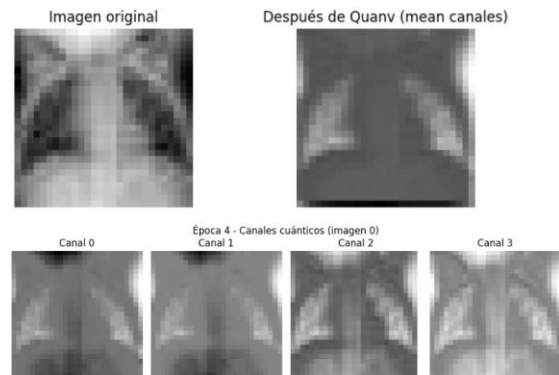 Imagen original
Después de Quanv (mean canales)
Época 4 - Canales cuánticos (imagen 0)
Canal 0
Canal 1
Canal 2
Canal 3